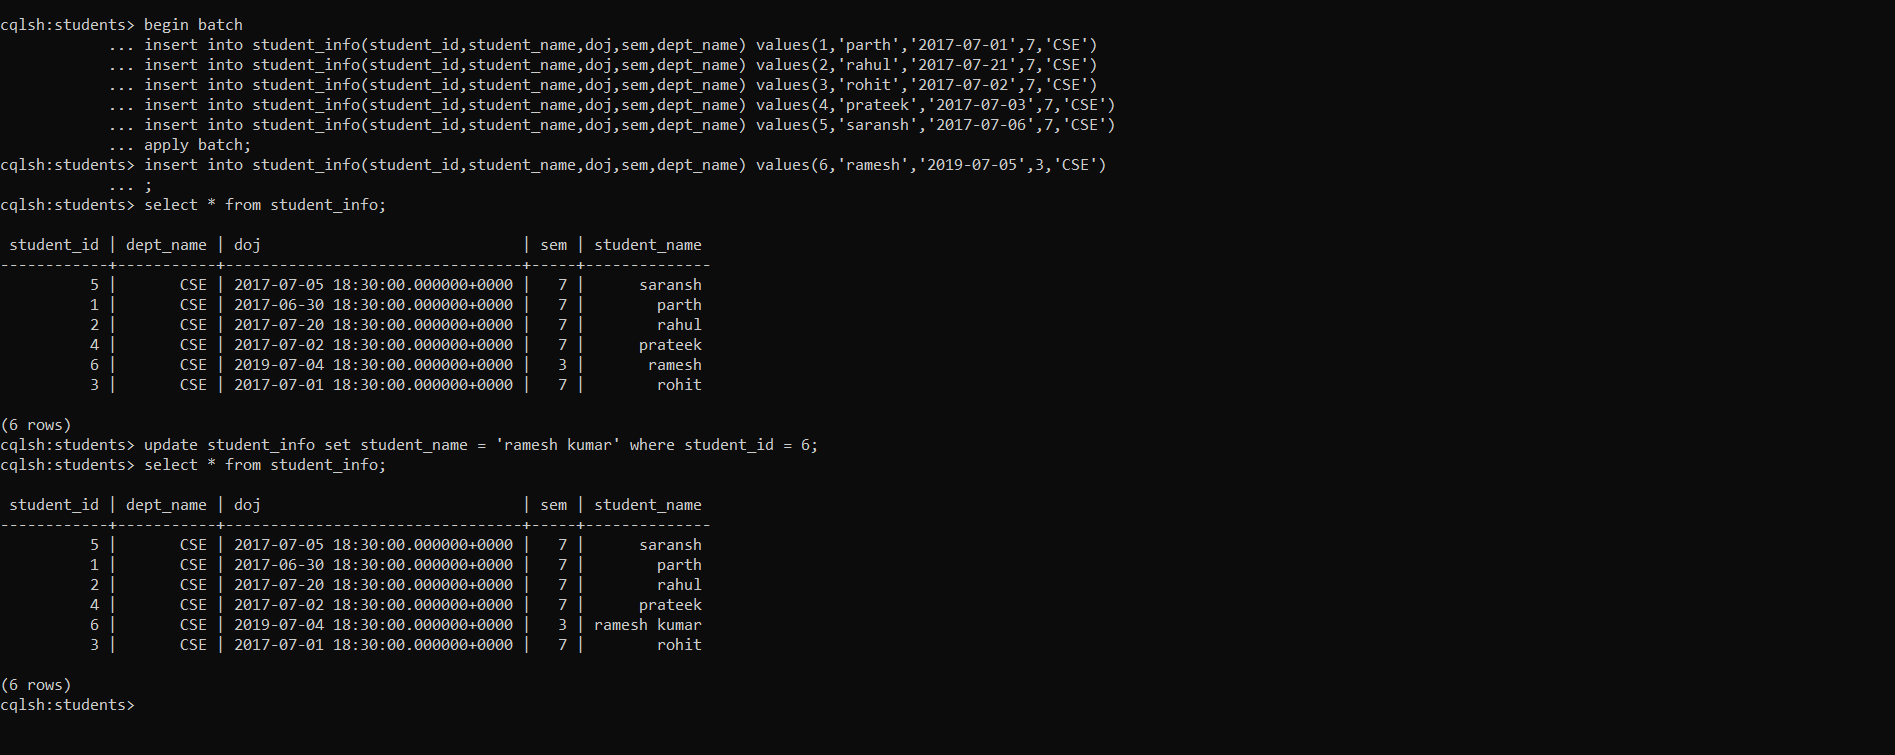 cqlsh:students> begin batch
            ... insert into student_info(student_id,student_name,doj,sem,dept_name) values(1,'parth','2017-07-01',7,'CSE')
            ... insert into student_info(student_id,student_name,doj,sem,dept_name) values(2,'rahul','2017-07-21',7,'CSE')
            ... insert into student_info(student_id,student_name,doj,sem,dept_name) values(3,'rohit','2017-07-02',7,'CSE')
            ... insert into student_info(student_id,student_name,doj,sem,dept_name) values(4,'prateek','2017-07-03',7,'CSE')
            ... insert into student_info(student_id,student_name,doj,sem,dept_name) values(5,'saransh','2017-07-06',7,'CSE')
            ... apply batch;
cqlsh:students> insert into student_info(student_id,student_name,doj,sem,dept_name) values(6,'ramesh','2019-07-05',3,'CSE')
            ... ;
cqlsh:students> select * from student_info;

 student_id | dept_name | doj                             | sem | student_name
------------+-----------+---------------------------------+-----+--------------
          5 |       CSE | 2017-07-05 18:30:00.000000+0000 |   7 |      saransh
          1 |       CSE | 2017-06-30 18:30:00.000000+0000 |   7 |        parth
          2 |       CSE | 2017-07-20 18:30:00.000000+0000 |   7 |        rahul
          4 |       CSE | 2017-07-02 18:30:00.000000+0000 |   7 |      prateek
          6 |       CSE | 2019-07-04 18:30:00.000000+0000 |   3 |       ramesh
          3 |       CSE | 2017-07-01 18:30:00.000000+0000 |   7 |        rohit

(6 rows)
cqlsh:students> update student_info set student_name = 'ramesh kumar' where student_id = 6;
cqlsh:students> select * from student_info;

 student_id | dept_name | doj                             | sem | student_name
------------+-----------+---------------------------------+-----+--------------
          5 |       CSE | 2017-07-05 18:30:00.000000+0000 |   7 |      saransh
          1 |       CSE | 2017-06-30 18:30:00.000000+0000 |   7 |        parth
          2 |       CSE | 2017-07-20 18:30:00.000000+0000 |   7 |        rahul
          4 |       CSE | 2017-07-02 18:30:00.000000+0000 |   7 |      prateek
          6 |       CSE | 2019-07-04 18:30:00.000000+0000 |   3 | ramesh kumar
          3 |       CSE | 2017-07-01 18:30:00.000000+0000 |   7 |        rohit

(6 rows)
cqlsh:students>